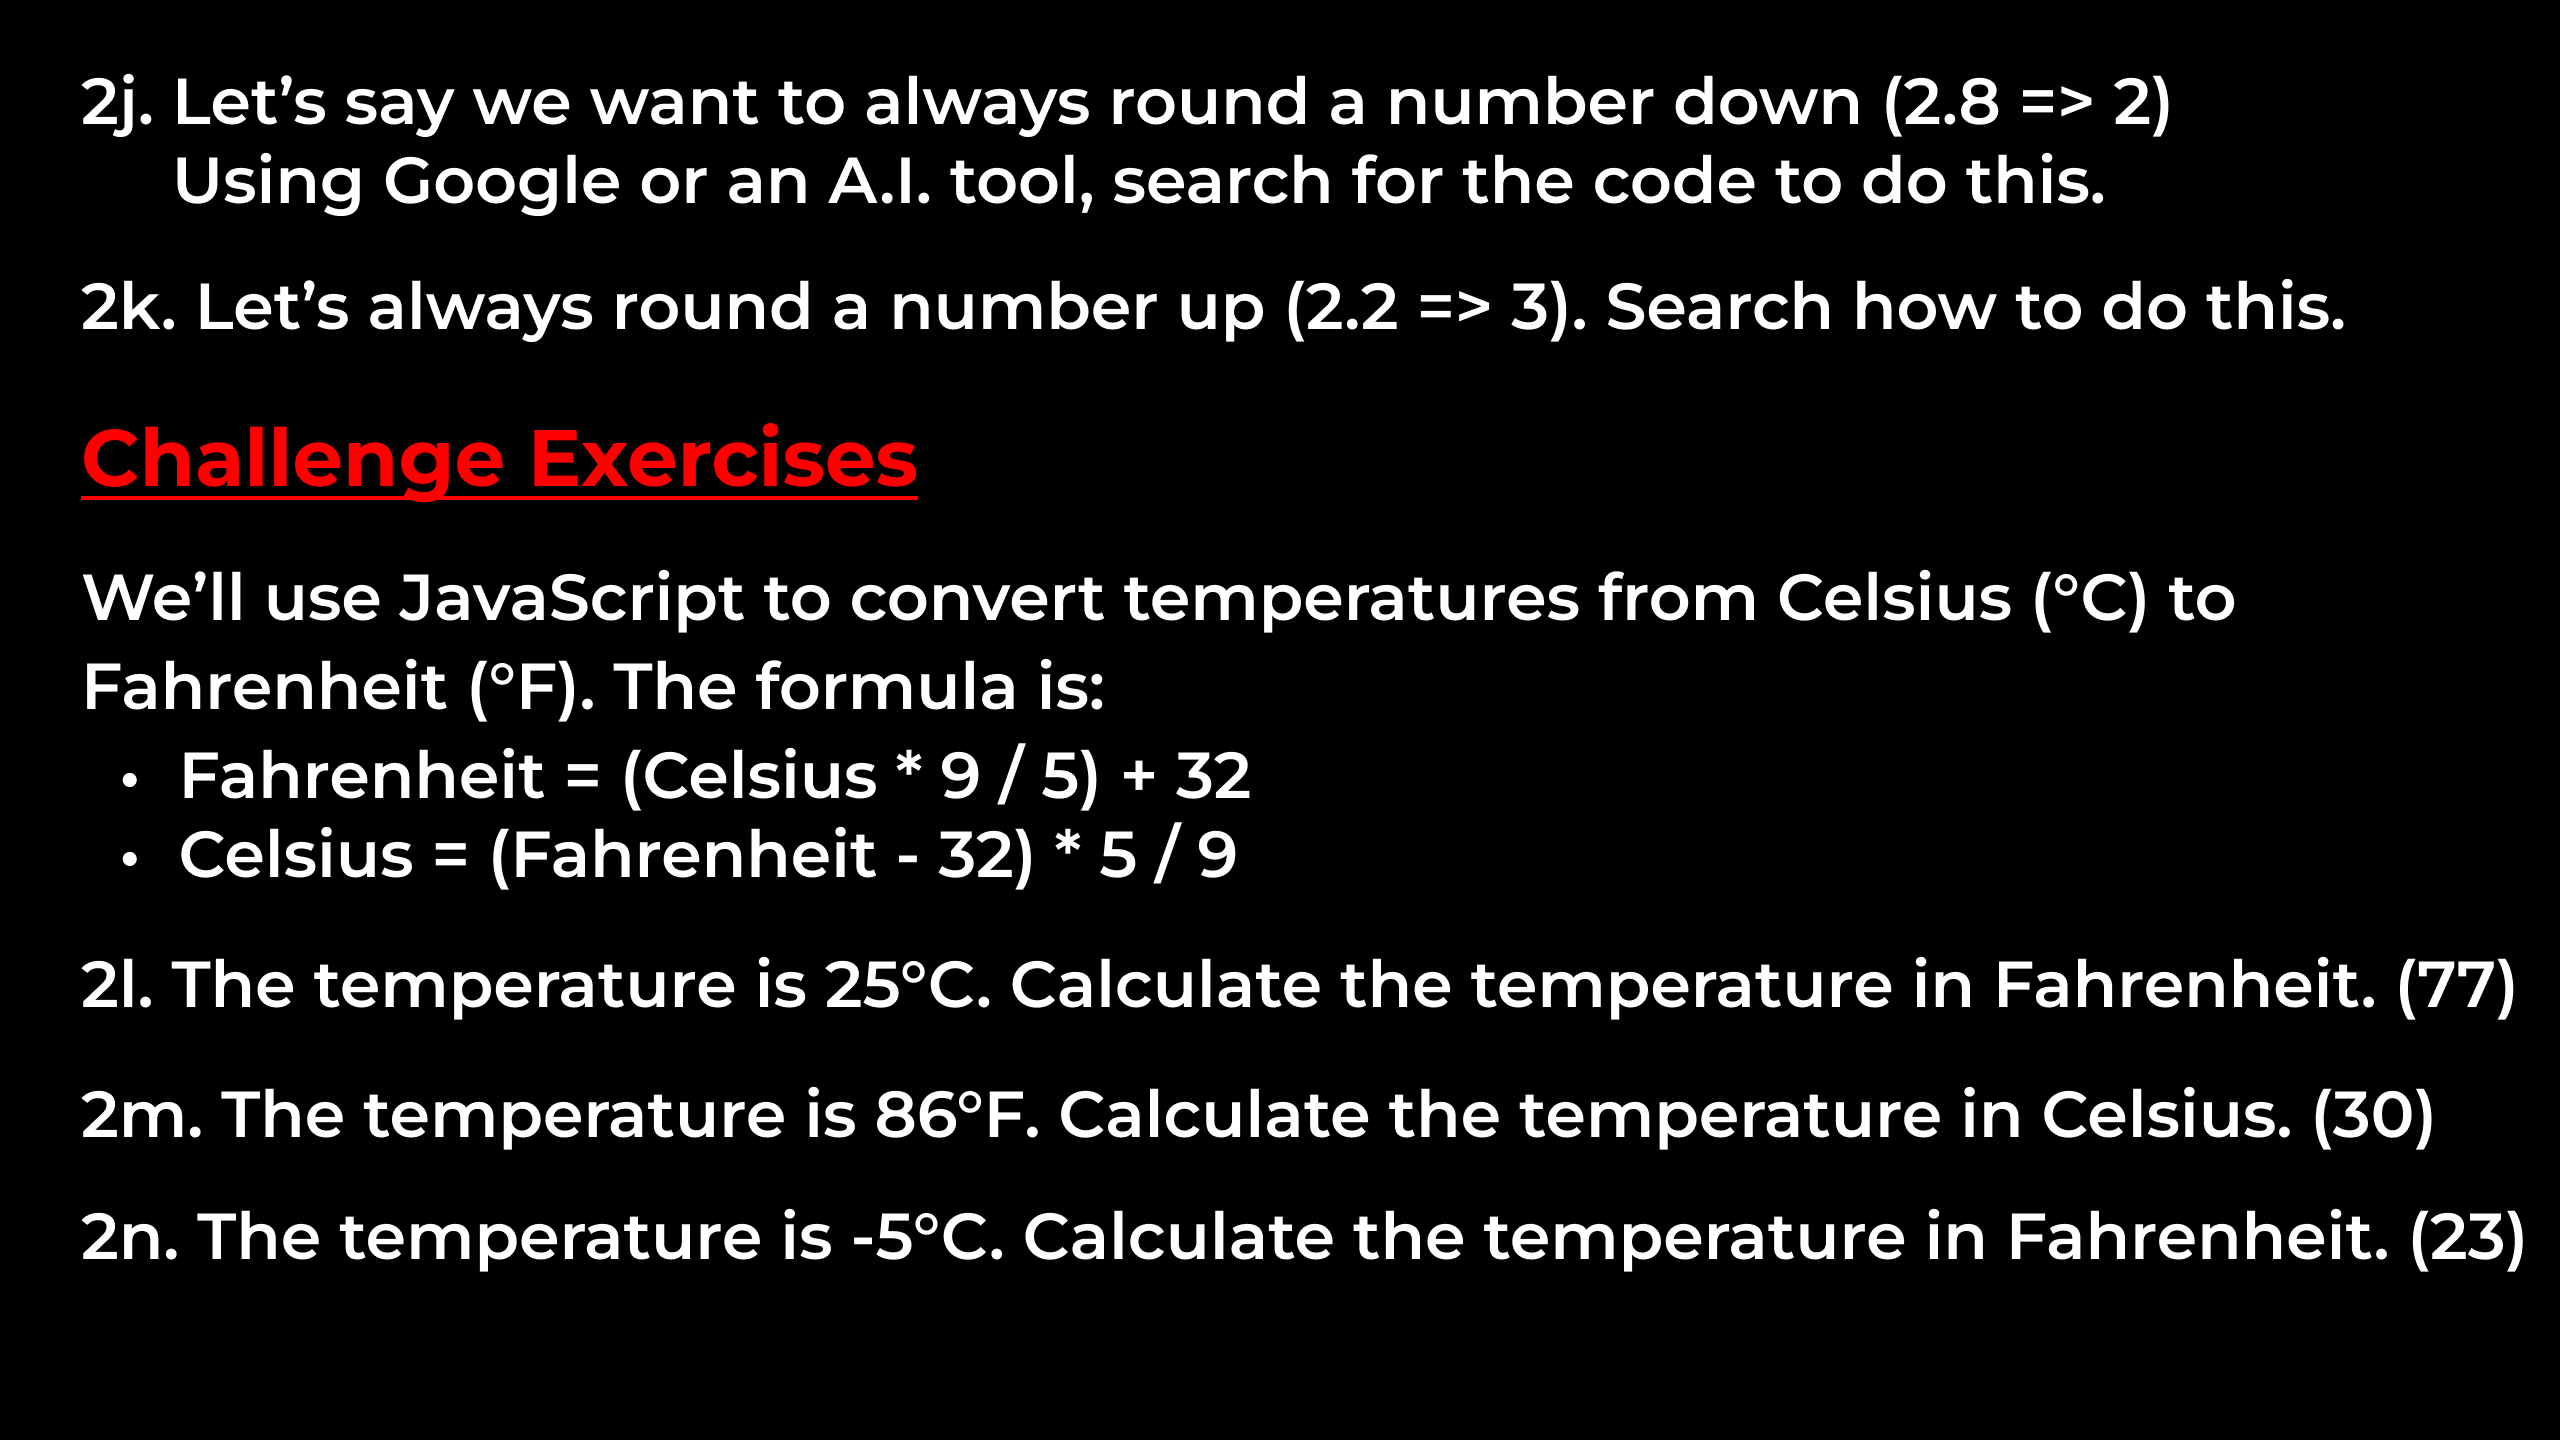 2j. Let’s say we want to always round a number down (2.8 => 2)
Using Google or an A.I. tool, search for the code to do this.
2k. Let’s always round a number up (2.2 => 3). Search how to do this.
Challenge Exercises
We’ll use JavaScript to convert temperatures from Celsius (°C) to
Fahrenheit (°F). The formula is:
• Fahrenheit = (Celsius * 9 / 5) + 32
• Celsius = (Fahrenheit - 32) * 5 / 9
2l. The temperature is 25°C. Calculate the temperature in Fahrenheit. (77)
2m. The temperature is 86°F. Calculate the temperature in Celsius. (30)
2n. The temperature is -5°C. Calculate the temperature in Fahrenheit. (23)